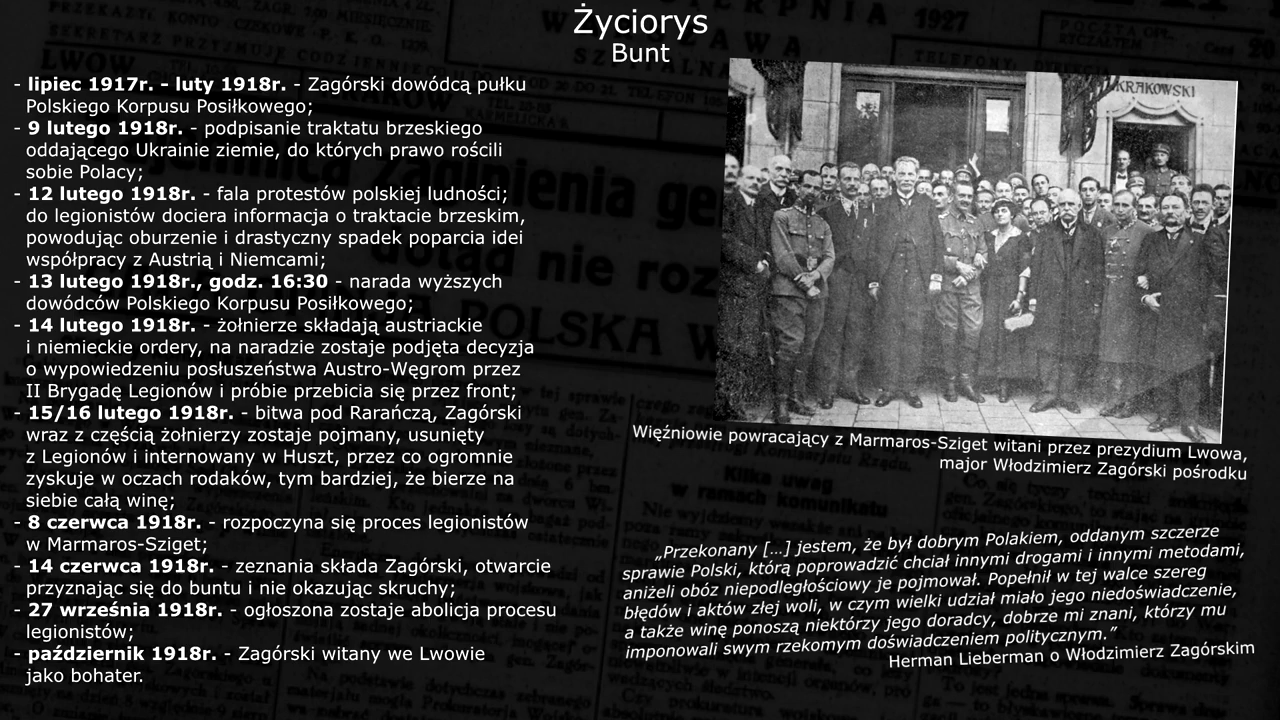 Życiorys
Bunt
- lipiec 1917r. - luty 1918r. - Zagórski dowódcą pułku
Polskiego Korpusu Posiłkowego;
- 9 lutego 1918r. - podpisanie traktatu brzeskiego
oddającego Ukrainie ziemie, do których prawo rościli
sobie Polacy;
- 12 lutego 1918r. - fala protestów polskiej ludności;
do legionistów dociera informacja o traktacie brzeskim,
powodując oburzenie i drastyczny spadek poparcia idei
współpracy z Austrią i Niemcami;
- 13 lutego 1918r., godz. 16:30 - narada wyższych
dowódców Polskiego Korpusu Posiłkowego;
- 14 lutego 1918r. - żołnierze składają austriackie
i niemieckie ordery, na naradzie zostaje podjęta decyzja
o wypowiedzeniu posłuszeństwa Austro-Węgrom przez
II Brygadę Legionów i próbie przebicia się przez front;
- 15/16 lutego 1918r. - bitwa pod Rarańczą, Zagórski
wraz z częścią żołnierzy zostaje pojmany, usunięty
z Legionów i internowany w Huszt, przez co ogromnie
zyskuje w oczach rodaków, tym bardziej, że bierze na
siebie całą winę;
- 8 czerwca 1918r. - rozpoczyna się proces legionistów
w Marmaros-Sziget;
- 14 czerwca 1918r. - zeznania składa Zagórski, otwarcie
przyznając się do buntu i nie okazując skruchy;
- 27 września 1918r. - ogłoszona zostaje abolicja procesu
legionistów;
- październik 1918r. - Zagórski witany we Lwowie
jako bohater.
KRAKOWSKI
Więźniowie powracający z Marmaros-Sziget witani przez prezydium Lwowa,
major Włodzimierz Zagórski pośrodku
„Przekonany [...] jestem, że był dobrym Polakiem, oddanym szczerze
sprawie Polski, którą poprowadzić chciał innymi drogami i innymi metodami,
aniżeli obóz niepodległościowy je pojmował. Popełnił w tej walce szereg
błędów i aktów złej woli, w czym wielki udział miało jego niedoświadczenie,
a także winę ponoszą niektórzy jego doradcy, dobrze mi znani, którzy mu
imponowali swym rzekomym doświadczeniem politycznym.”
Herman Lieberman o Włodzimierz Zagórskim